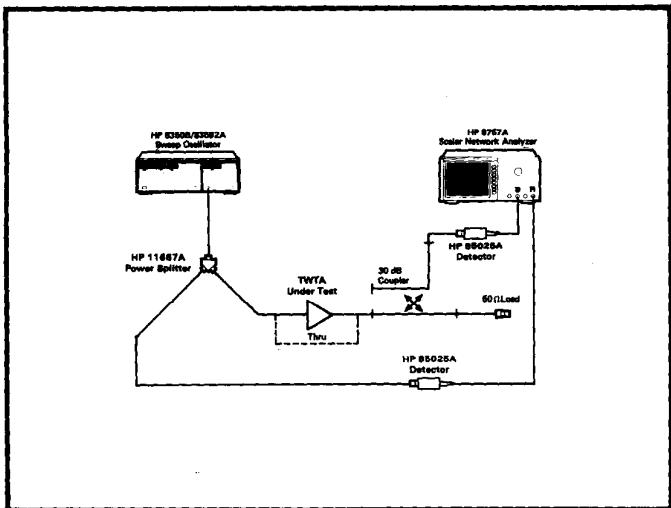 HP 8350B/83592A
Sweep Oscillator
HP 8757A
Scalar Network Analyzer
HP 11667A
Power Splitter
TWTA
Under Test
Thru
30 dB
Coupler
HP 85025A
Detector
50 Ω Load
HP 85025A
Detector